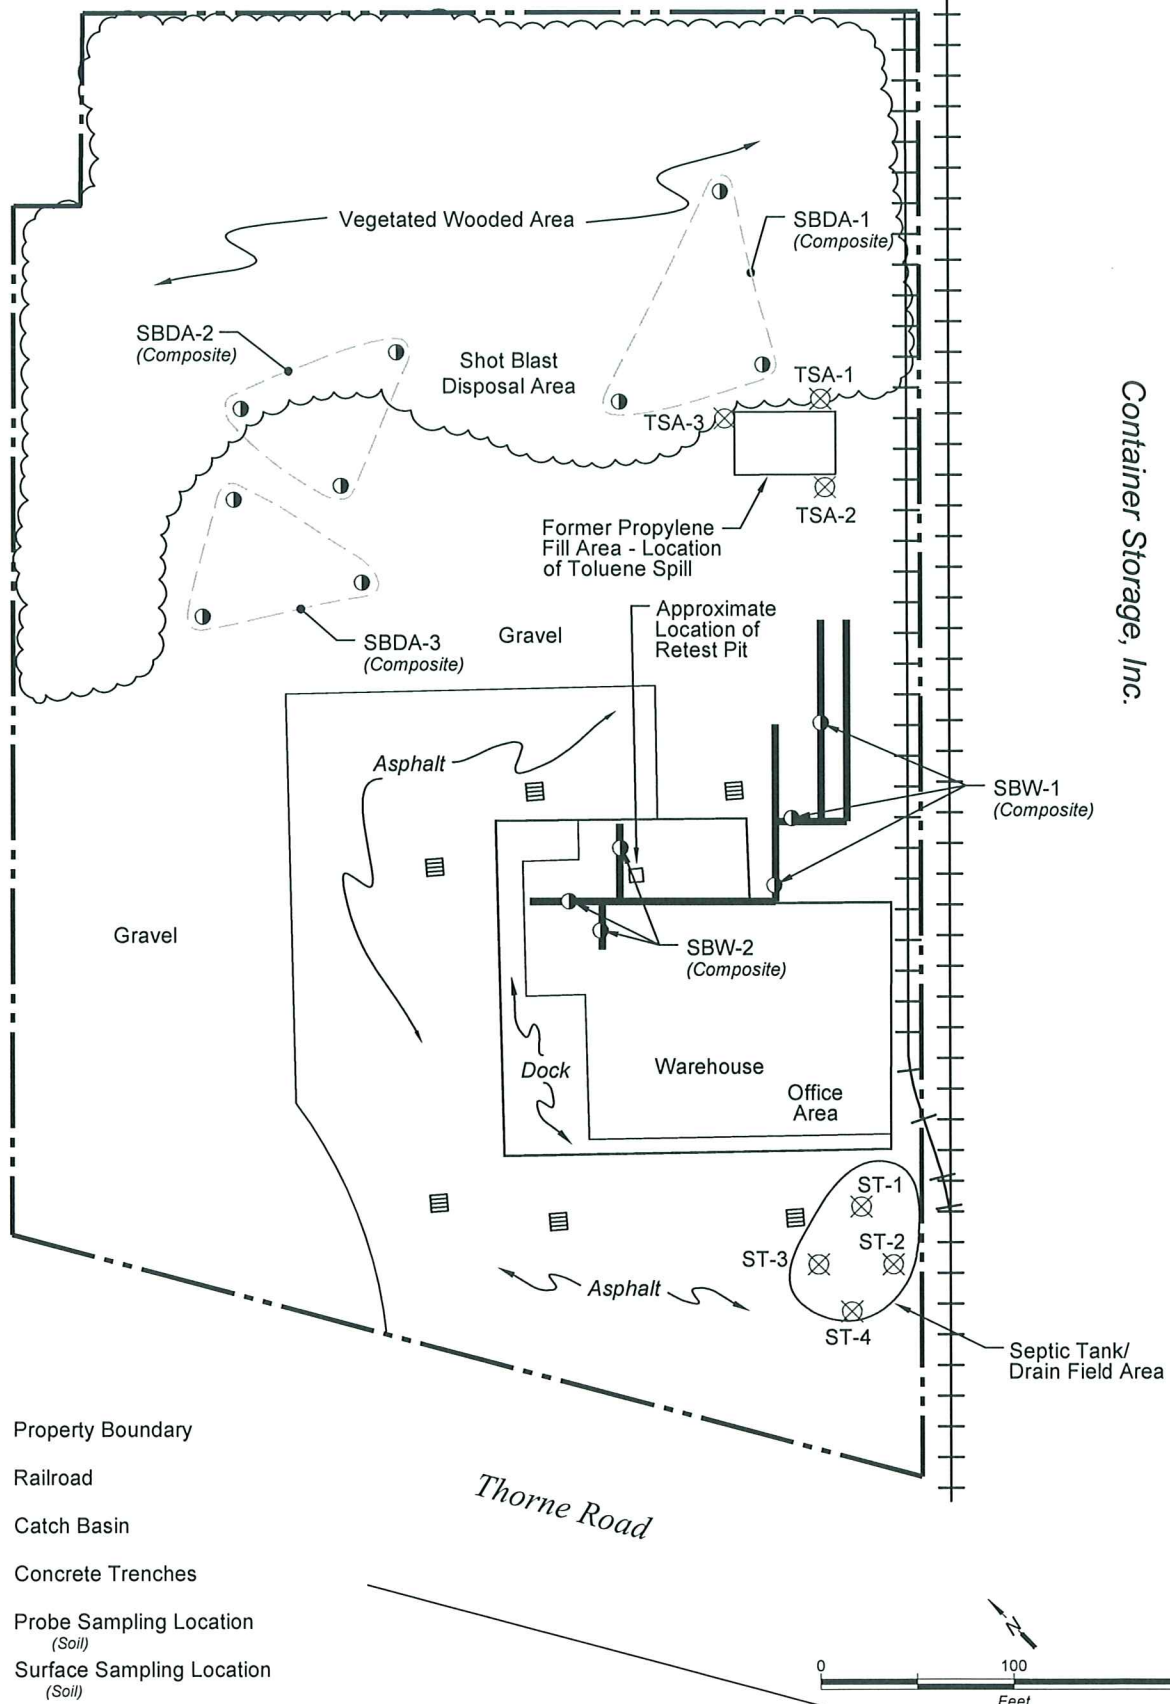 Vegetated Wooded Area
SBDA-1
(Composite)
SBDA-2
(Composite)
Shot Blast
Disposal Area
TSA-1
TSA-3
TSA-2
Container Storage, Inc.
Former Propylene
Fill Area - Location
of Toluene Spill
Approximate
Location of
Retest Pit
Gravel
SBDA-3
(Composite)
Asphalt
SBW-1
(Composite)
Gravel
SBW-2
(Composite)
Dock
Warehouse
Office
Area
ST-1
ST-2
ST-3
ST-4
Asphalt
Septic Tank/
Drain Field Area
Property Boundary
Railroad
Catch Basin
Concrete Trenches
Probe Sampling Location
(Soil)
Surface Sampling Location
(Soil)
Thorne Road
N
0 100
Feet